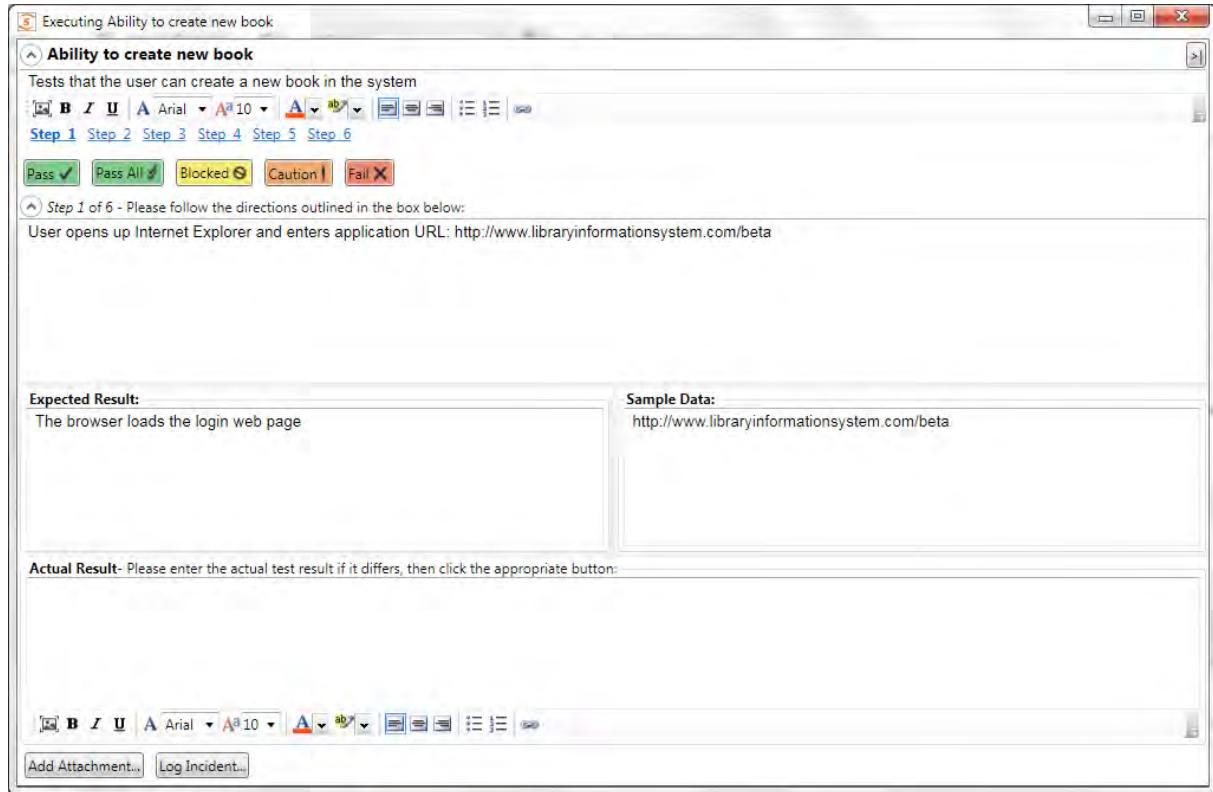 Executing Ability to create new book
Ability to create new book
Tests that the user can create a new book in the system
B I U A Arial Aa 10 A ab
Step 1 Step 2 Step 3 Step 4 Step 5 Step 6
Pass Pass All Blocked Caution Fail
Step 1 of 6 - Please follow the directions outlined in the box below:
User opens up Internet Explorer and enters application URL: http://www.libraryinformationsystem.com/beta
Expected Result:
The browser loads the login web page
Sample Data:
http://www.libraryinformationsystem.com/beta
Actual Result- Please enter the actual test result if it differs, then click the appropriate button:
B I U A Arial Aa 10 A ab
Add Attachment... Log Incident...